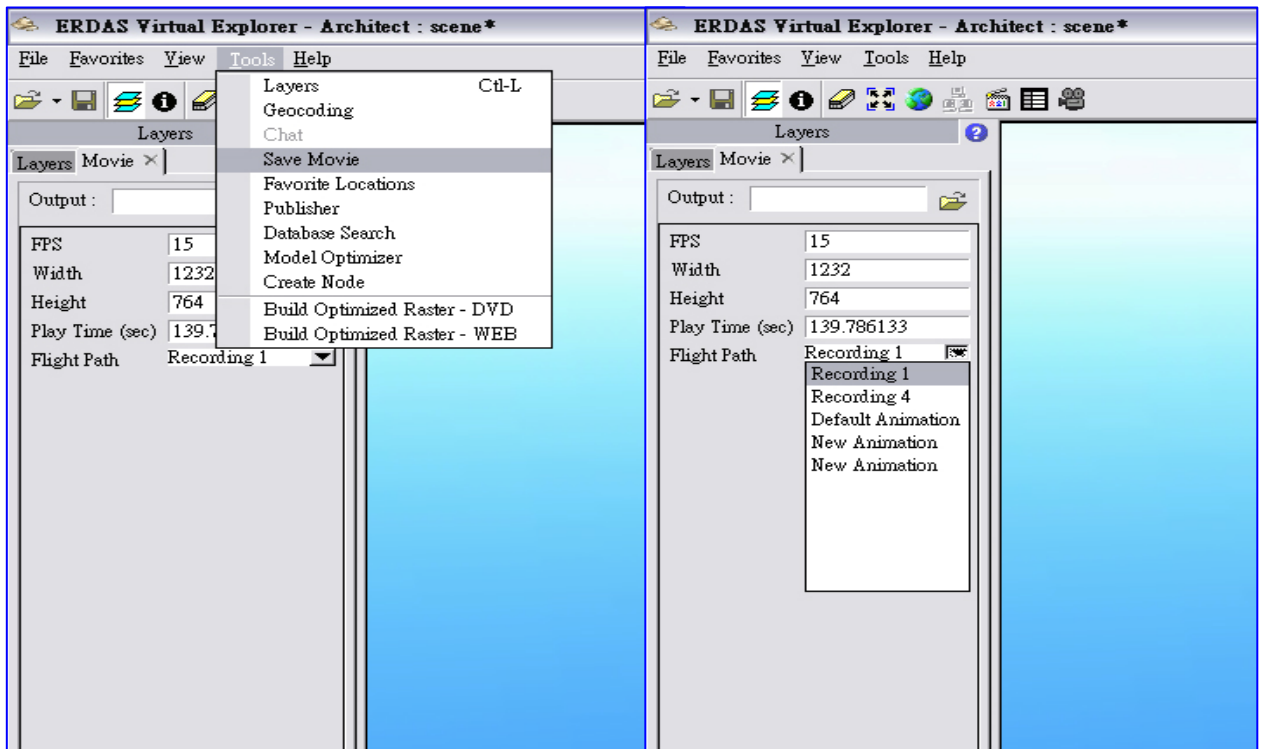 ERDAS Virtual Explorer - Architect : scene*
File Favorites View Tools Help
Layers Ctl-L
Geocoding
Chat
Save Movie
Favorite Locations
Publisher
Database Search
Model Optimizer
Create Node
Build Optimized Raster - DVD
Build Optimized Raster - WEB
Layers
Layers Movie
Output :
FPS 15
Width 1232
Height 764
Play Time (sec) 139.7
Flight Path Recording 1
ERDAS Virtual Explorer - Architect : scene*
File Favorites View Tools Help
Layers
Layers Movie
Output :
FPS 15
Width 1232
Height 764
Play Time (sec) 139.786133
Flight Path Recording 1
Recording 1
Recording 4
Default Animation
New Animation
New Animation